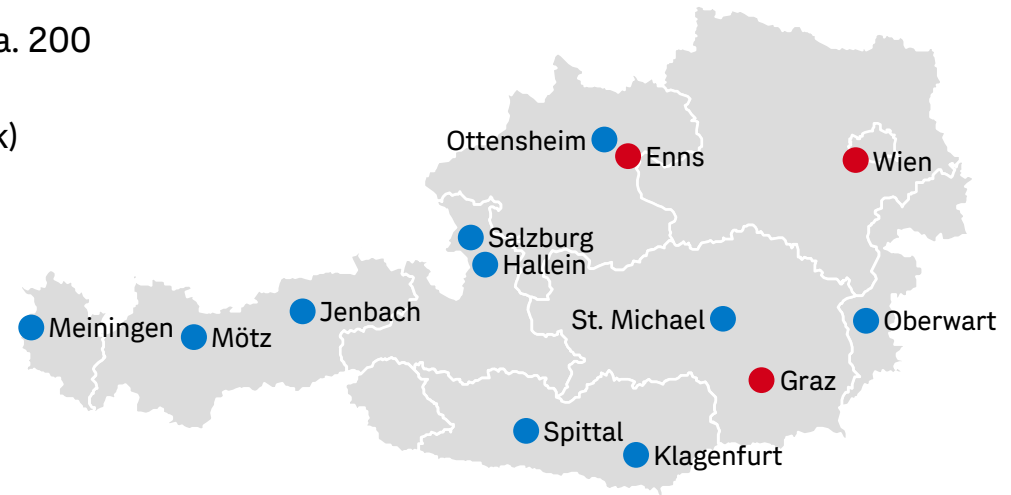 a. 200
k)
Ottensheim
Enns
Wien
Salzburg
Hallein
Jenbach
Meiningen
Mötz
St. Michael
Oberwart
Graz
Spittal
Klagenfurt